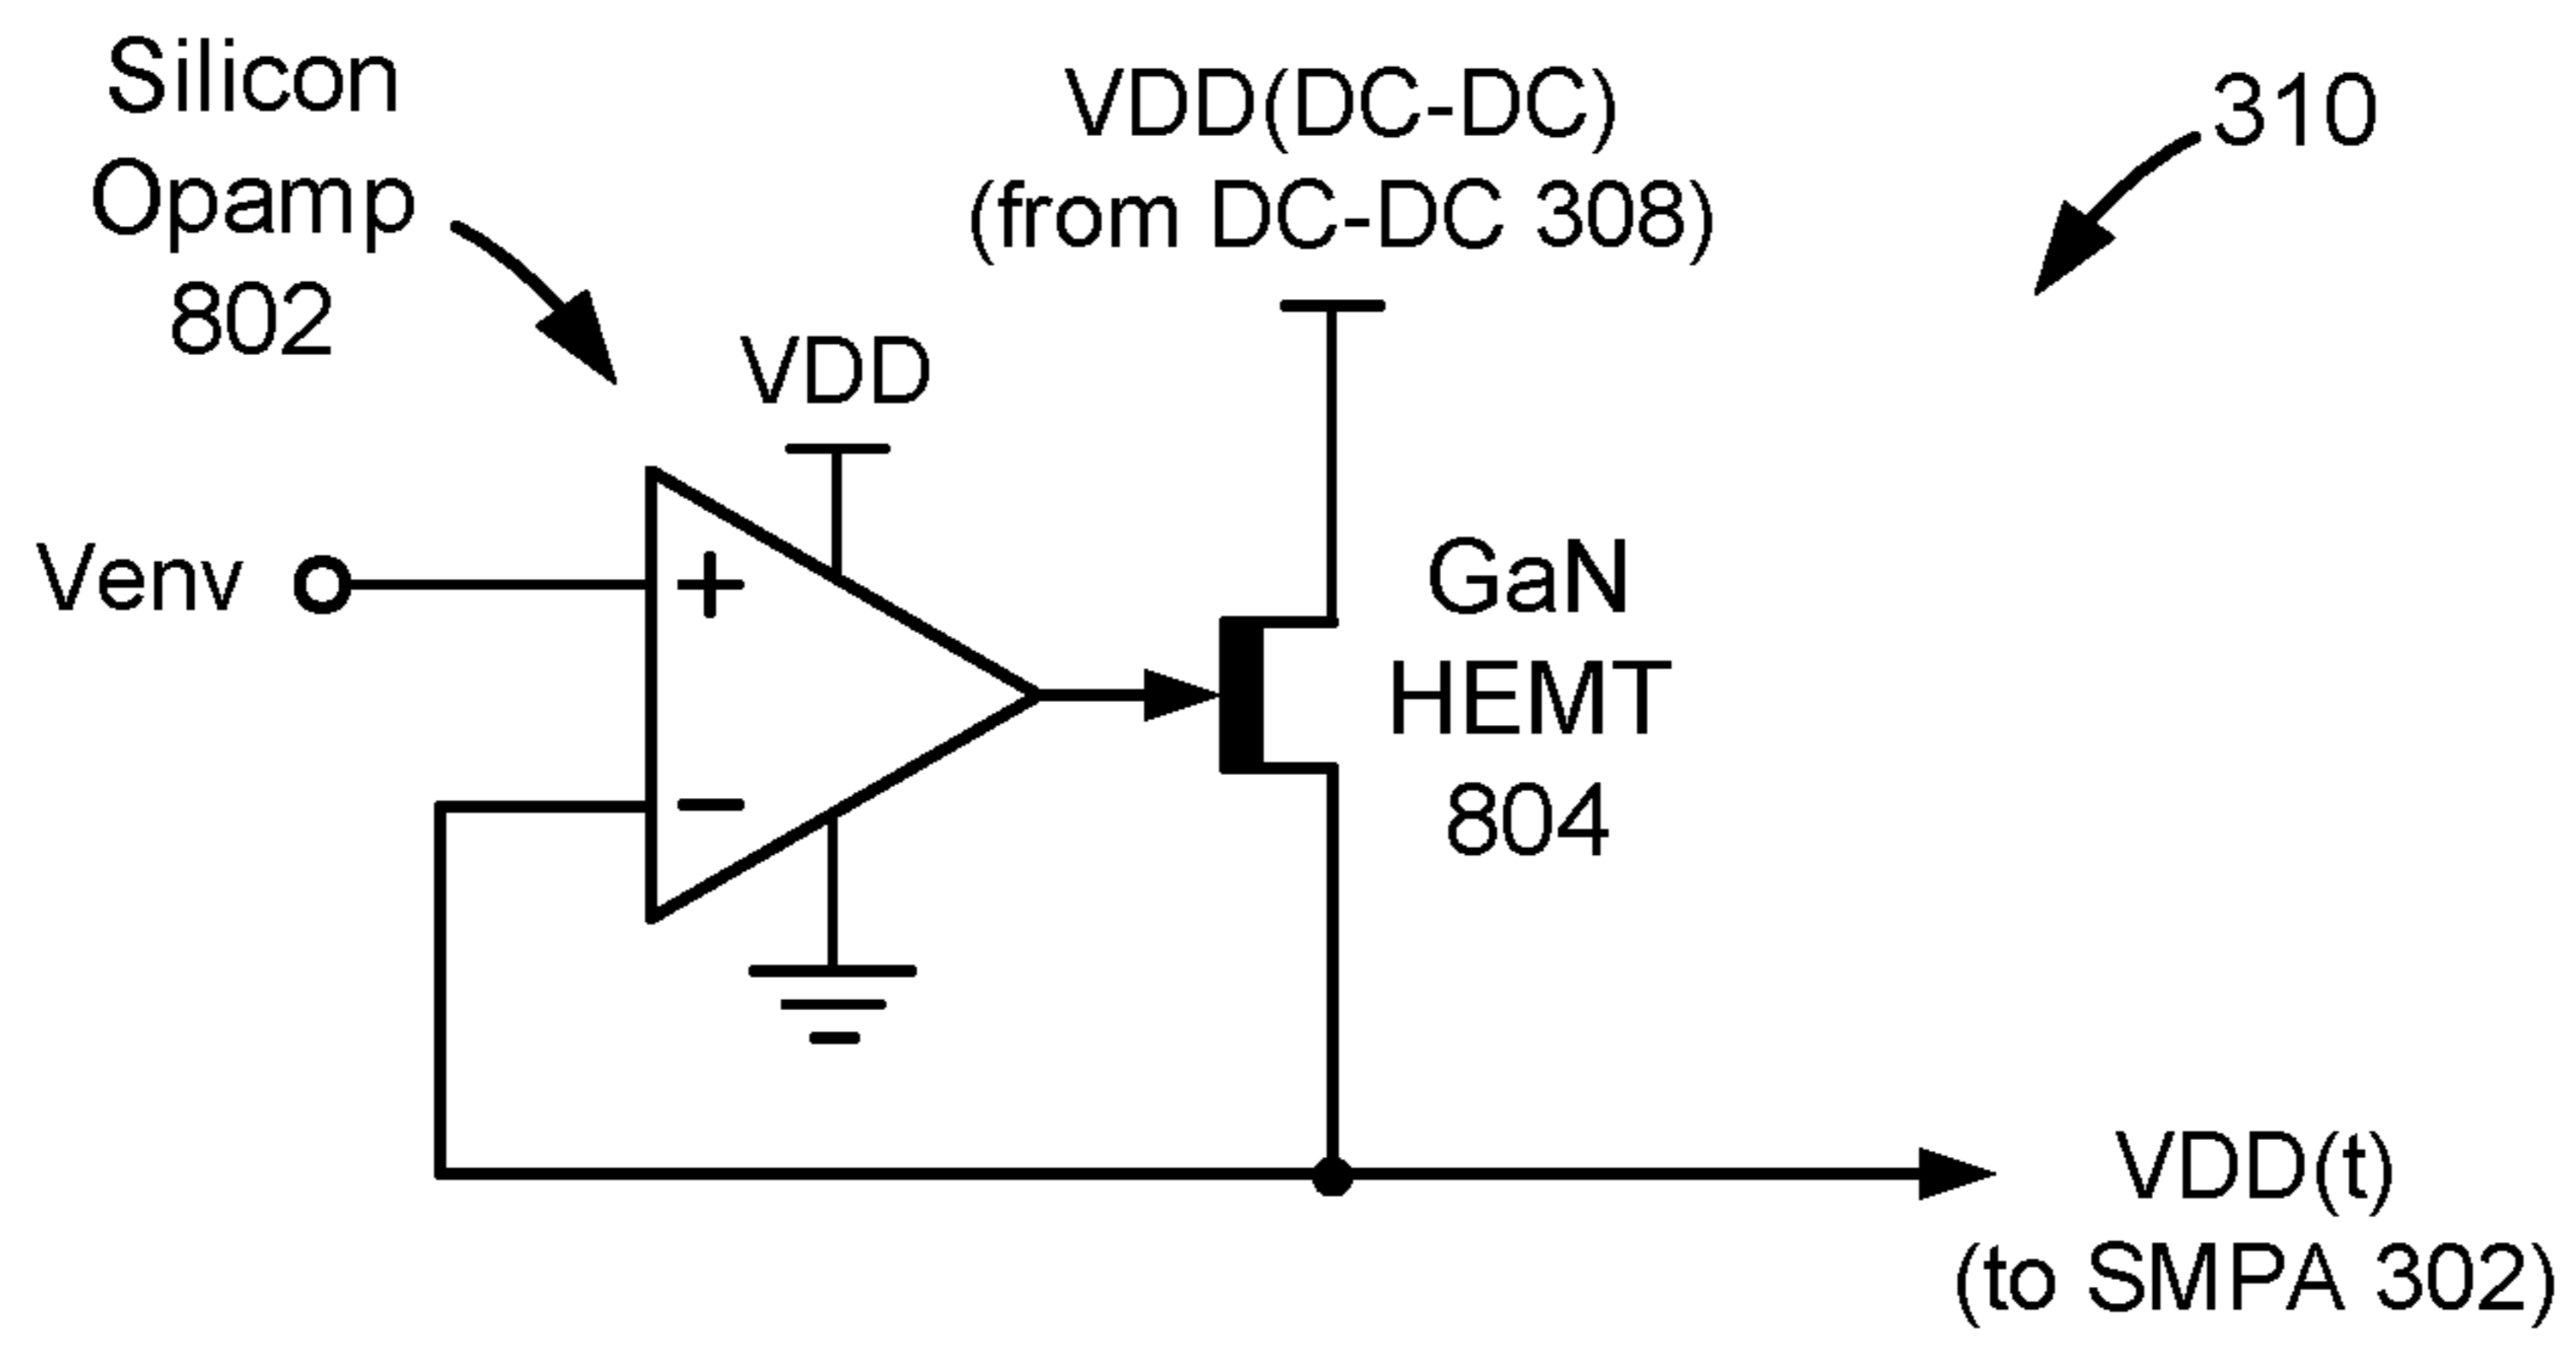 Silicon
Opamp
802
VDD(DC-DC)
(from DC-DC 308)
310
VDD
Venv
+
−
GaN
HEMT
804
VDD(t)
(to SMPA 302)